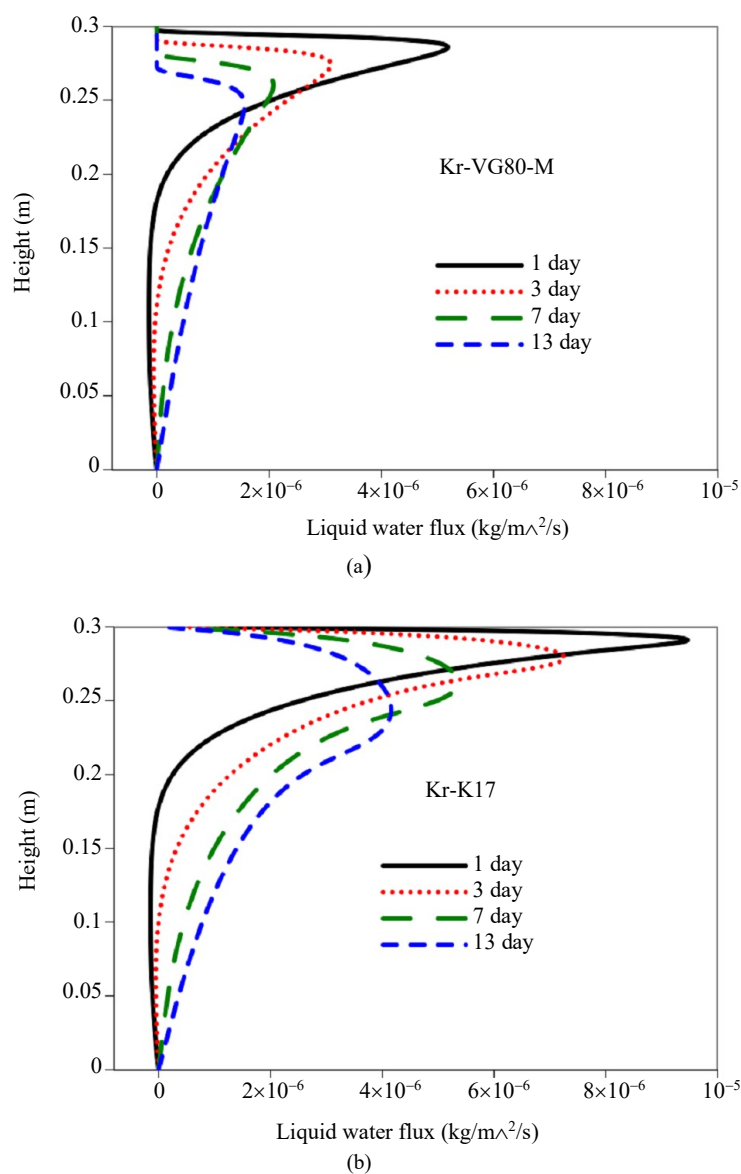 0.3
0.25
0.2
0.15
0.1
0.05
0
Height (m)
Kr-VG80-M
1 day
3 day
7 day
13 day
0 2×10⁻⁶ 4×10⁻⁶ 6×10⁻⁶ 8×10⁻⁶ 10⁻⁵
Liquid water flux (kg/m∧²/s)
(a)
0.3
0.25
0.2
0.15
0.1
0.05
0
Height (m)
Kr-K17
1 day
3 day
7 day
13 day
0 2×10⁻⁶ 4×10⁻⁶ 6×10⁻⁶ 8×10⁻⁶ 10⁻⁵
Liquid water flux (kg/m∧²/s)
(b)